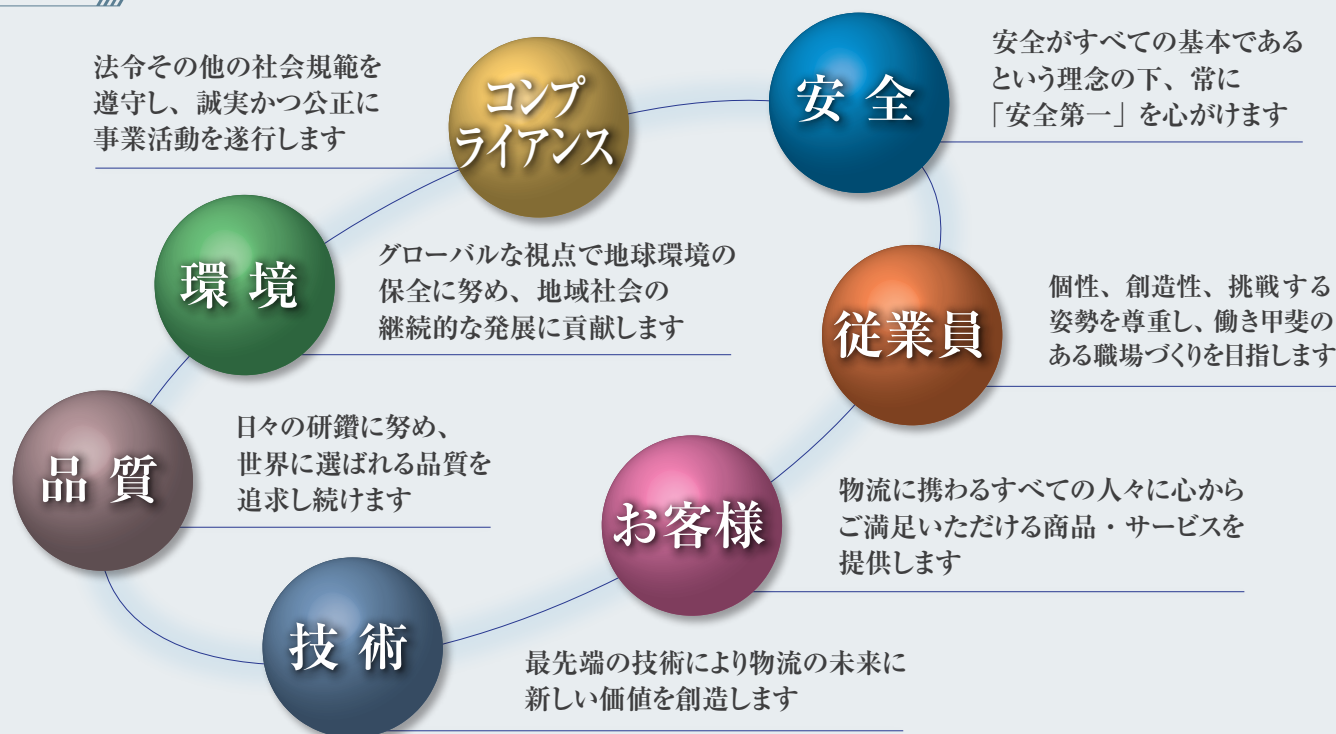 コンプ
ライアンス
法令その他の社会規範を
遵守し、誠実かつ公正に
事業活動を遂行します
安全
安全がすべての基本である
という理念の下、常に
「安全第一」を心がけます
環境
グローバルな視点で地球環境の
保全に努め、地域社会の
継続的な発展に貢献します
従業員
個性、創造性、挑戦する
姿勢を尊重し、働き甲斐の
ある職場づくりを目指します
品質
日々の研鑽に努め、
世界に選ばれる品質を
追求し続けます
お客様
物流に携わるすべての人々に心から
ご満足いただける商品・サービスを
提供します
技術
最先端の技術により物流の未来に
新しい価値を創造します